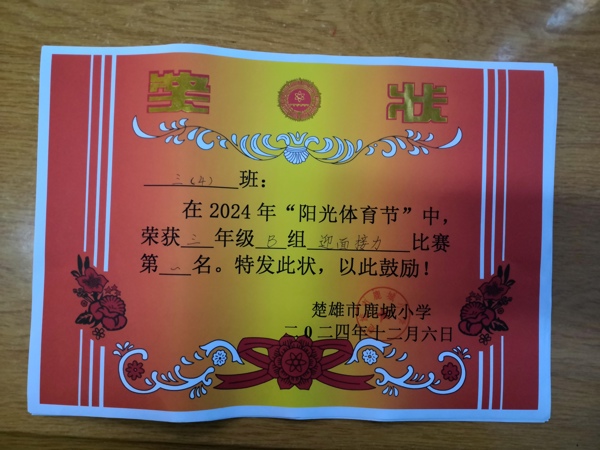 奖状
三(4)班：
在2024年“阳光体育节”中，
荣获三年级B组迎面接力比赛
第一名。特发此状，以此鼓励！
楚雄市鹿城小学
二〇二四年十二月六日